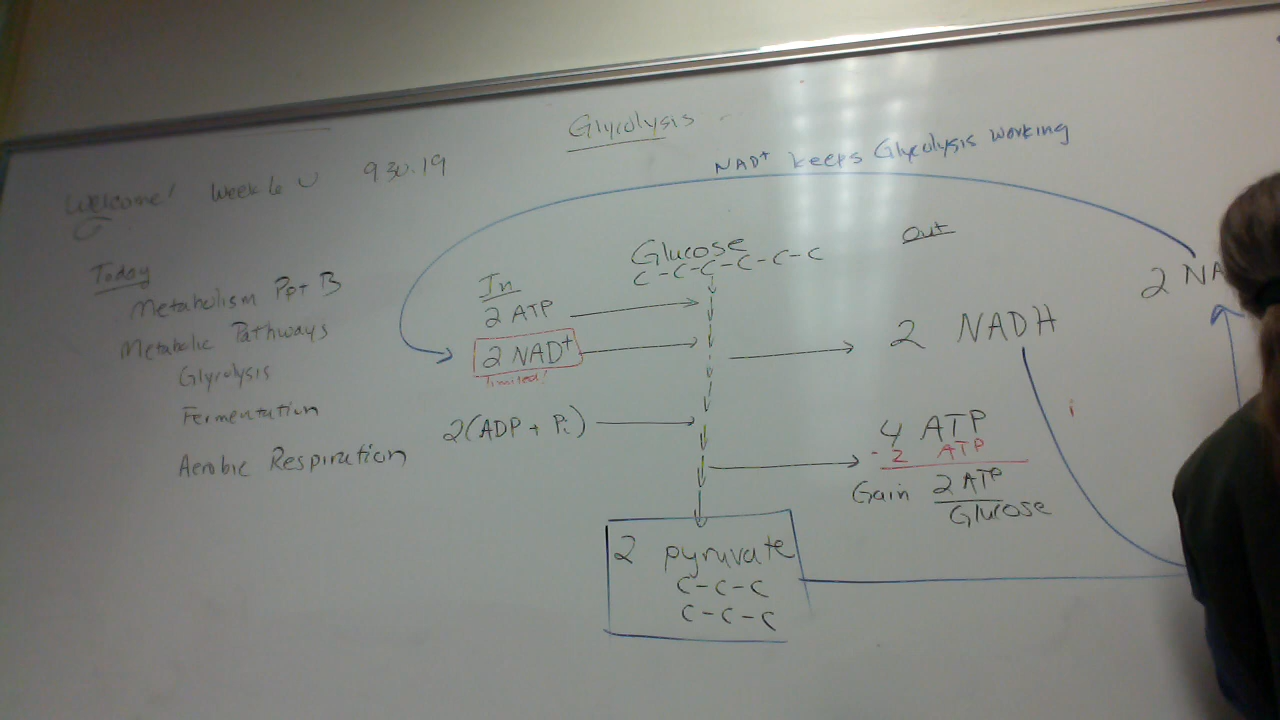 Glycolysis
Welcome! Week 6 9.30.19
NAD+ keeps Glycolysis working
Today
Metabolism Ppt B
Metabolic Pathways
Glycolysis
Fermentation
Aerobic Respiration
Glucose
C-C-C-C-C-C
In
2 ATP
2 NAD+
limited!
2(ADP + Pi)
Out
2 NADH
4 ATP
- 2 ATP
Gain 2 ATP
Glucose
2 NA
2 pyruvate
C-C-C
C-C-C